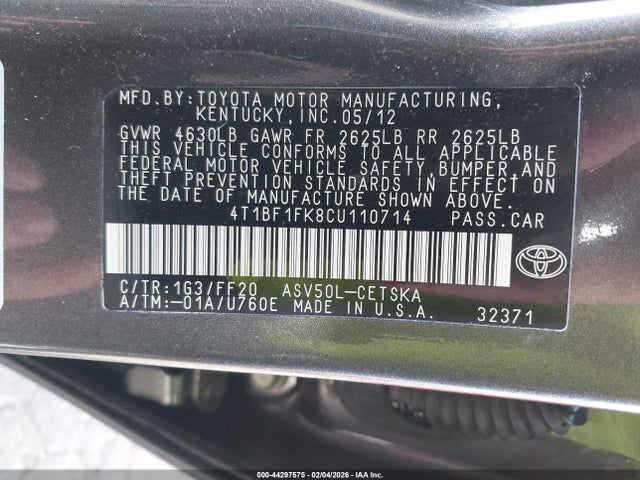 MFD.BY:TOYOTA MOTOR MANUFACTURING,
KENTUCKY,INC.05/12
GVWR 4630LB GAWR FR 2625LB RR 2625LB
THIS VEHICLE CONFORMS TO ALL APPLICABLE
FEDERAL MOTOR VEHICLE SAFETY,BUMPER,AND
THEFT PREVENTION STANDARDS IN EFFECT ON
THE DATE OF MANUFACTURE SHOWN ABOVE.
4T1BF1FK8CU110714 PASS.CAR
C/TR:1G3/FF20 ASV50L-CETSKA
A/TM:-01A/U760E MADE IN U.S.A. 32371
000-44297575 - 02/04/2026 - IAA Inc.